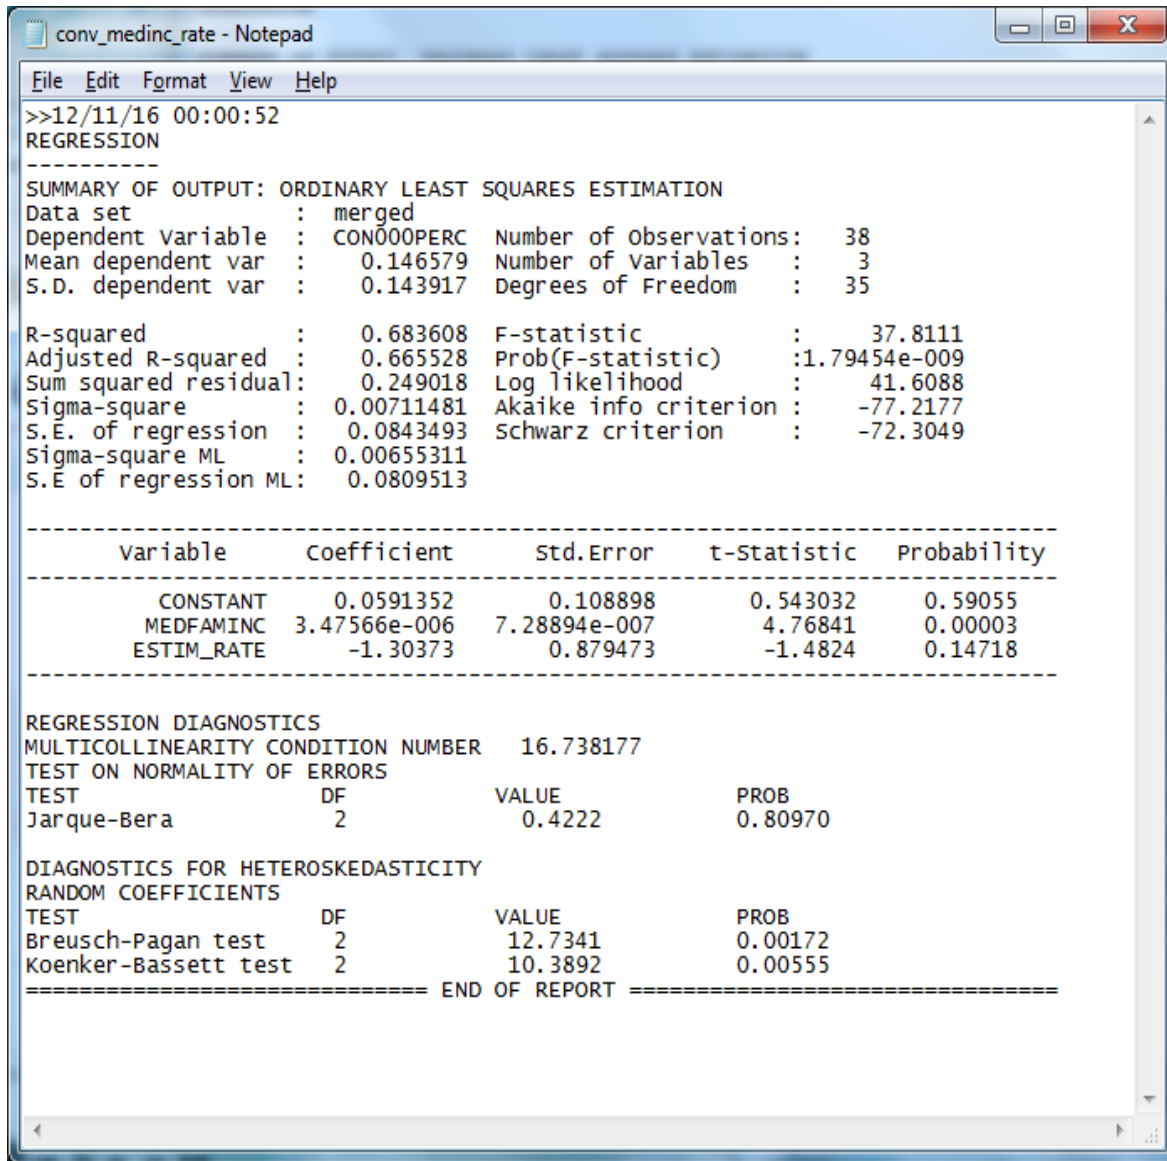 conv_medinc_rate - Notepad
File Edit Format View Help
>>12/11/16 00:00:52
REGRESSION
----------
SUMMARY OF OUTPUT: ORDINARY LEAST SQUARES ESTIMATION
Data set            :  merged
Dependent Variable  :  CON000PERC  Number of Observations:   38
Mean dependent var  :    0.146579  Number of Variables   :    3
S.D. dependent var  :    0.143917  Degrees of Freedom    :   35
R-squared           :    0.683608  F-statistic           :     37.8111
Adjusted R-squared  :    0.665528  Prob(F-statistic)     :1.79454e-009
Sum squared residual:    0.249018  Log likelihood        :     41.6088
Sigma-square        :  0.00711481  Akaike info criterion :    -77.2177
S.E. of regression  :   0.0843493  Schwarz criterion     :    -72.3049
Sigma-square ML     :  0.00655311
S.E of regression ML:   0.0809513
-----------------------------------------------------------------------------
Variable      Coefficient      Std.Error    t-Statistic   Probability
-----------------------------------------------------------------------------
CONSTANT     0.0591352       0.108898       0.543032     0.59055
MEDFAMINC  3.47566e-006   7.28894e-007        4.76841     0.00003
ESTIM_RATE      -1.30373       0.879473        -1.4824     0.14718
-----------------------------------------------------------------------------
REGRESSION DIAGNOSTICS
MULTICOLLINEARITY CONDITION NUMBER   16.738177
TEST ON NORMALITY OF ERRORS
TEST                  DF           VALUE             PROB
Jarque-Bera            2             0.4222           0.80970
DIAGNOSTICS FOR HETEROSKEDASTICITY
RANDOM COEFFICIENTS
TEST                  DF           VALUE             PROB
Breusch-Pagan test     2            12.7341           0.00172
Koenker-Bassett test   2            10.3892           0.00555
============================== END OF REPORT ================================